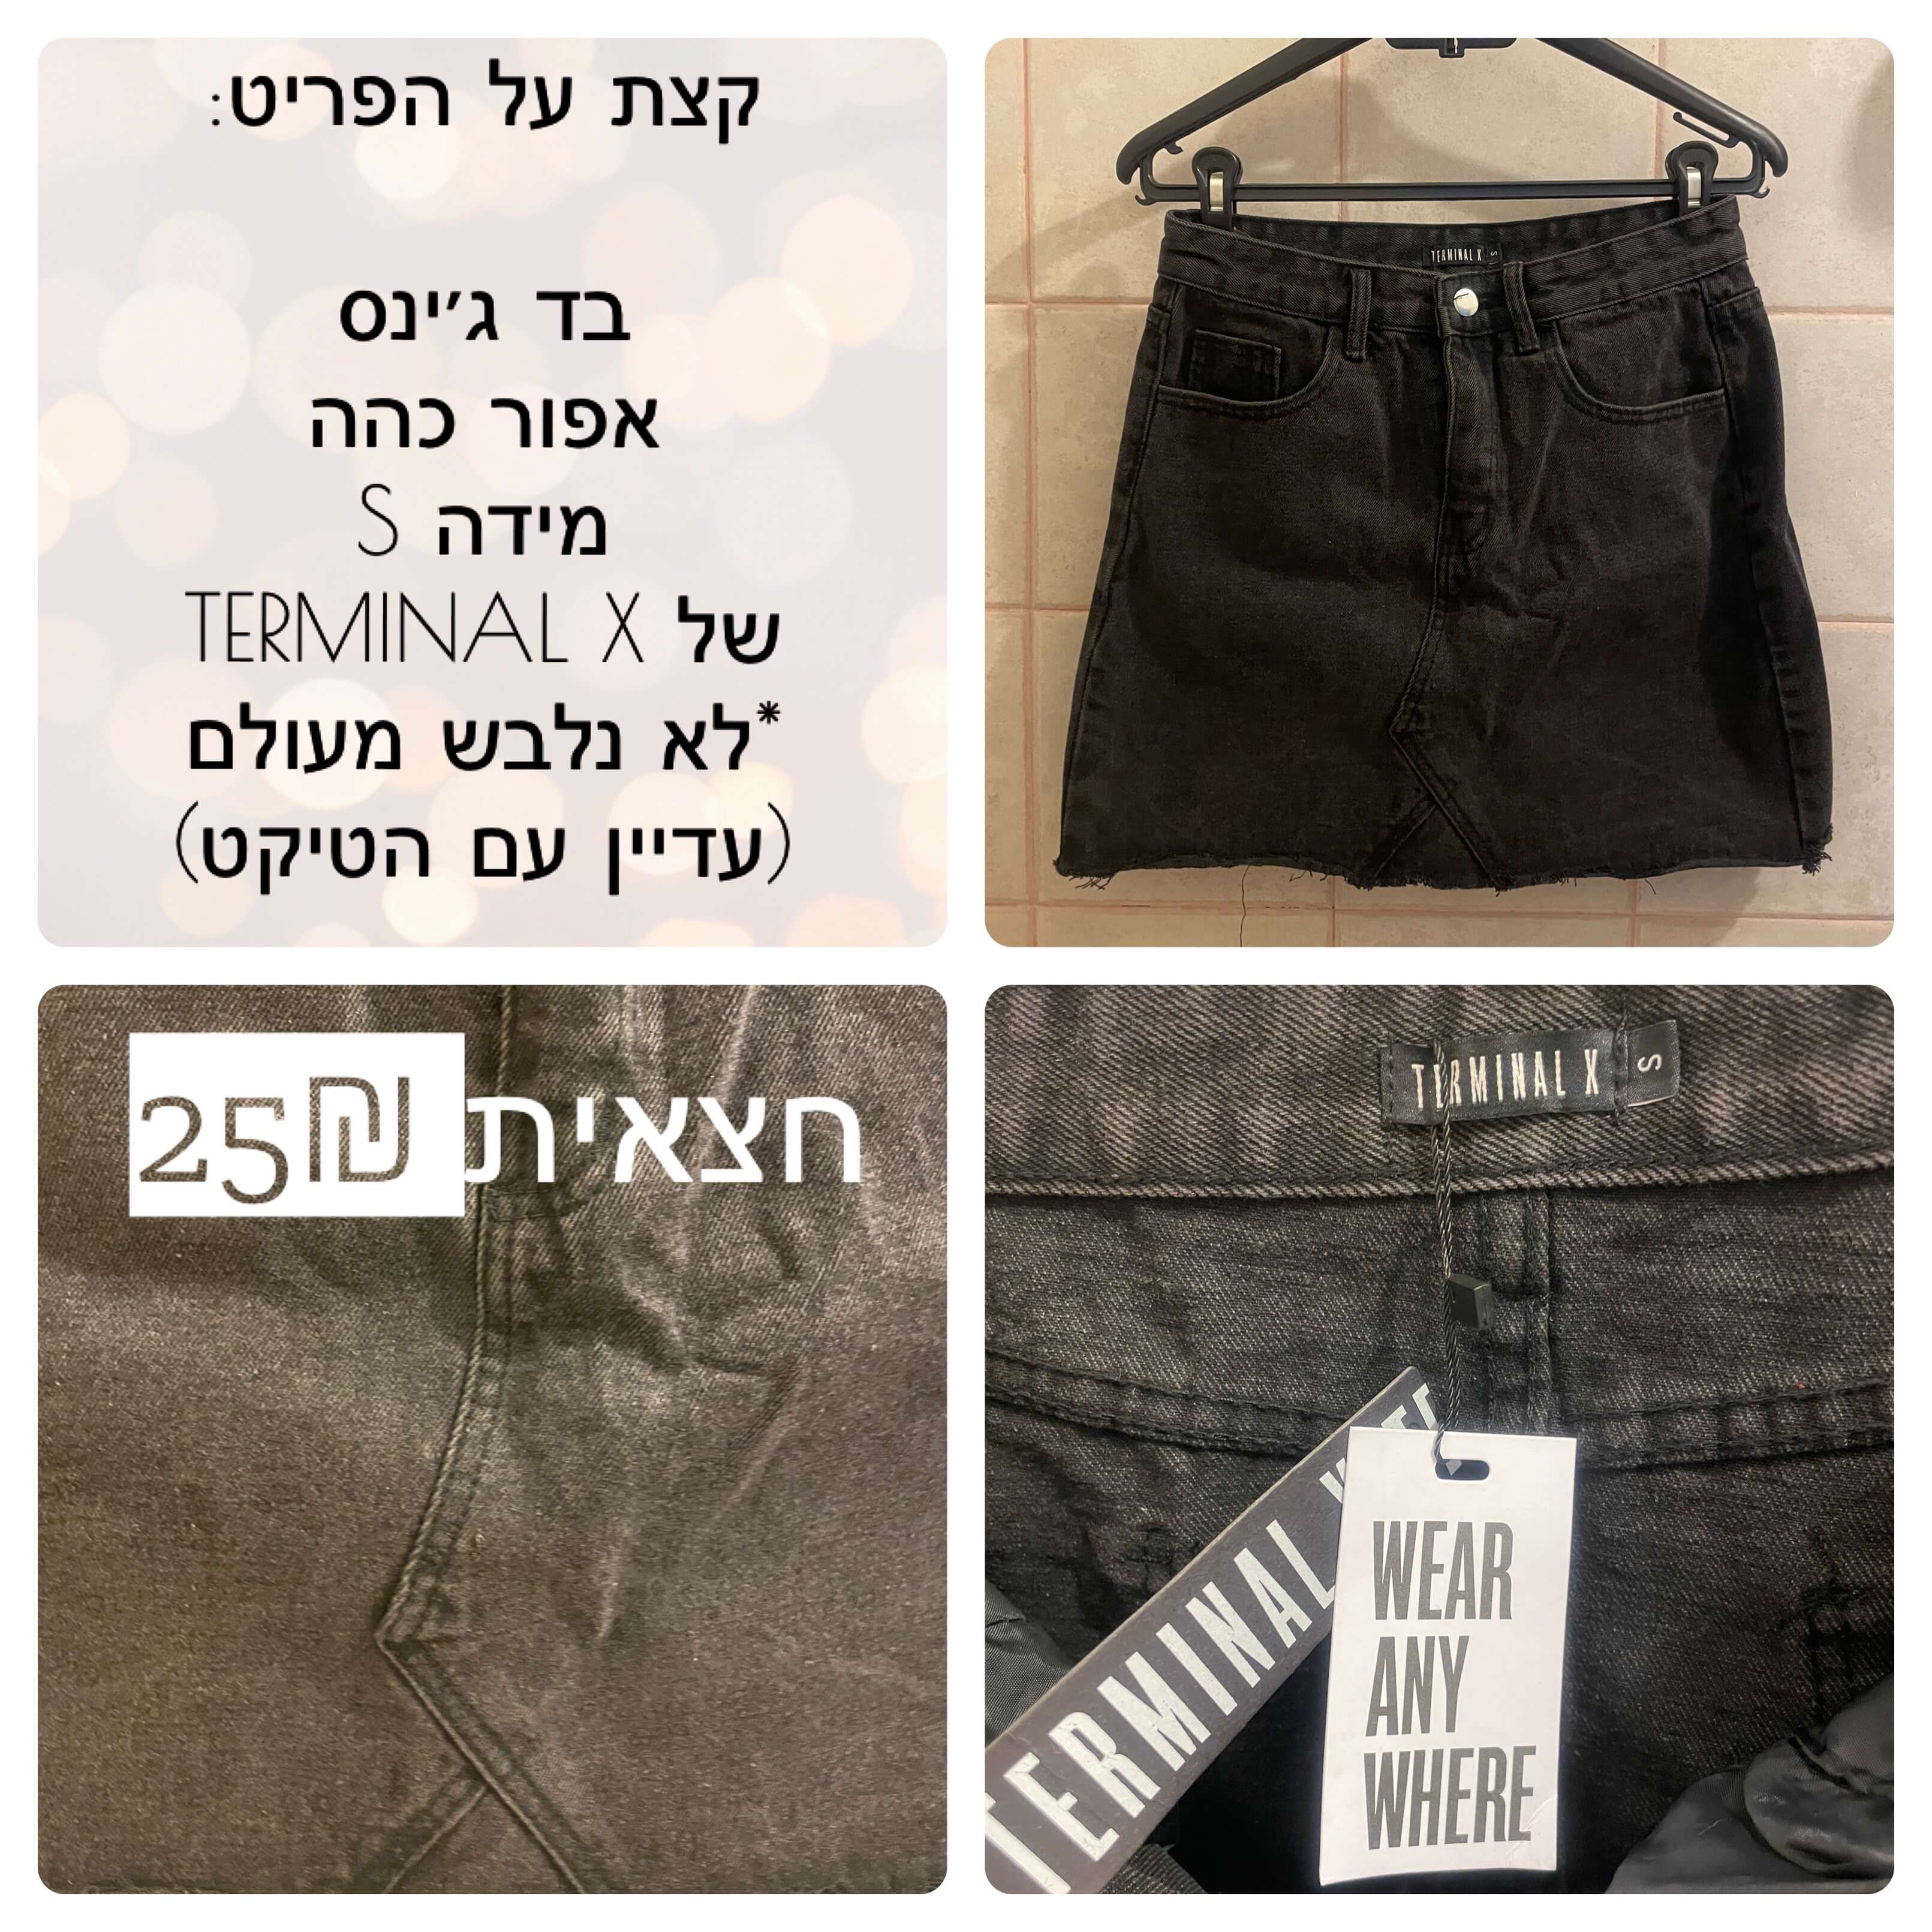 קצת על הפריט:
בד ג'ינס
אפור כהה
מידה S
של TERMINAL X
*לא נלבש מעולם
(עדיין עם הטיקט)
TERMINAL X S
חצאית 25₪
TERMINAL X S
TERMINAL
WEAR
ANY
WHERE